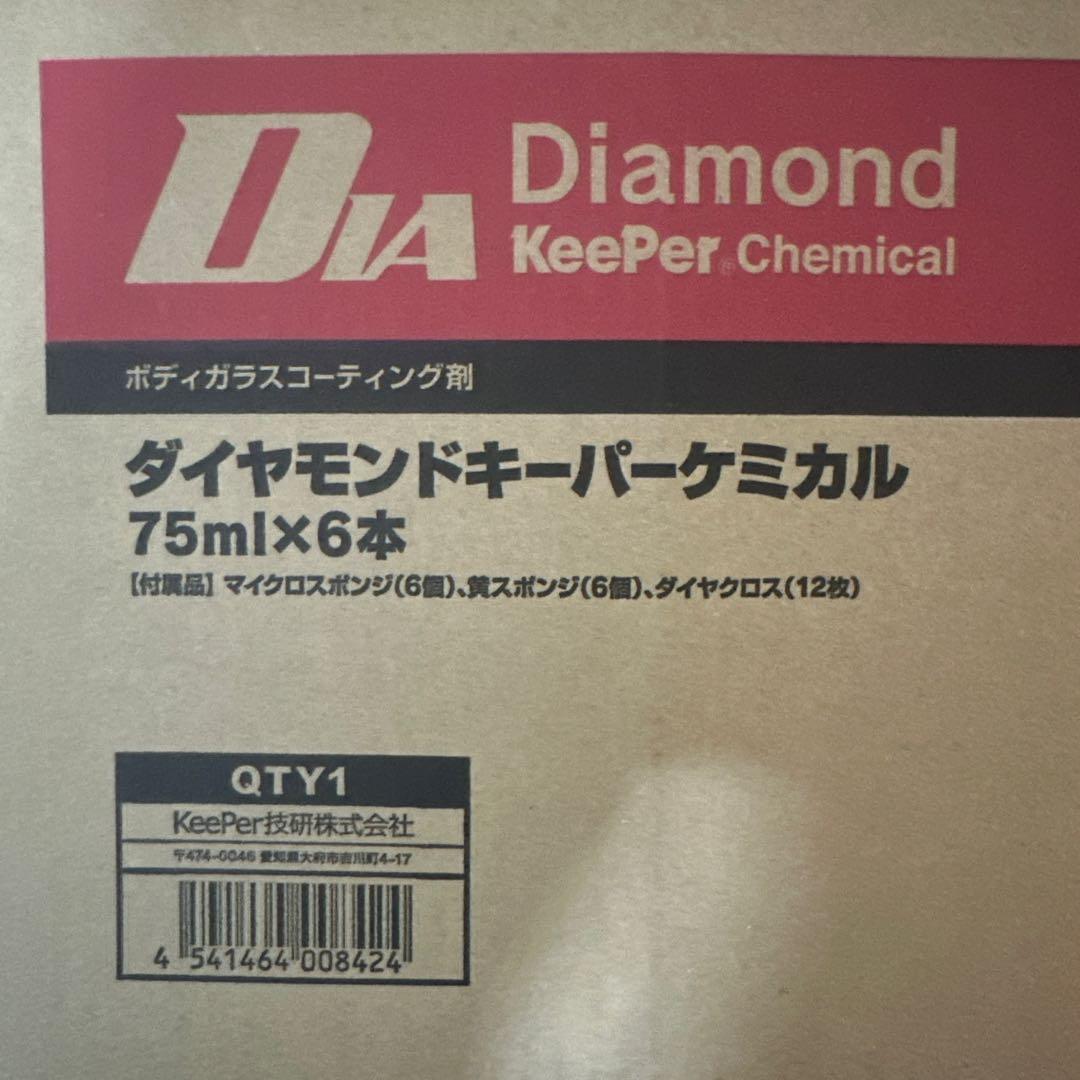 DIA
Diamond
KeePer® Chemical
ボディガラスコーティング剤
ダイヤモンドキーパーケミカル
75ml×6本
【付属品】マイクロスポンジ(6個)、黄スポンジ(6個)、ダイヤクロス(12枚)
QTY1
KeePer技研株式会社
〒474-0046 愛知県大府市吉川町4-17
4 541464 008424